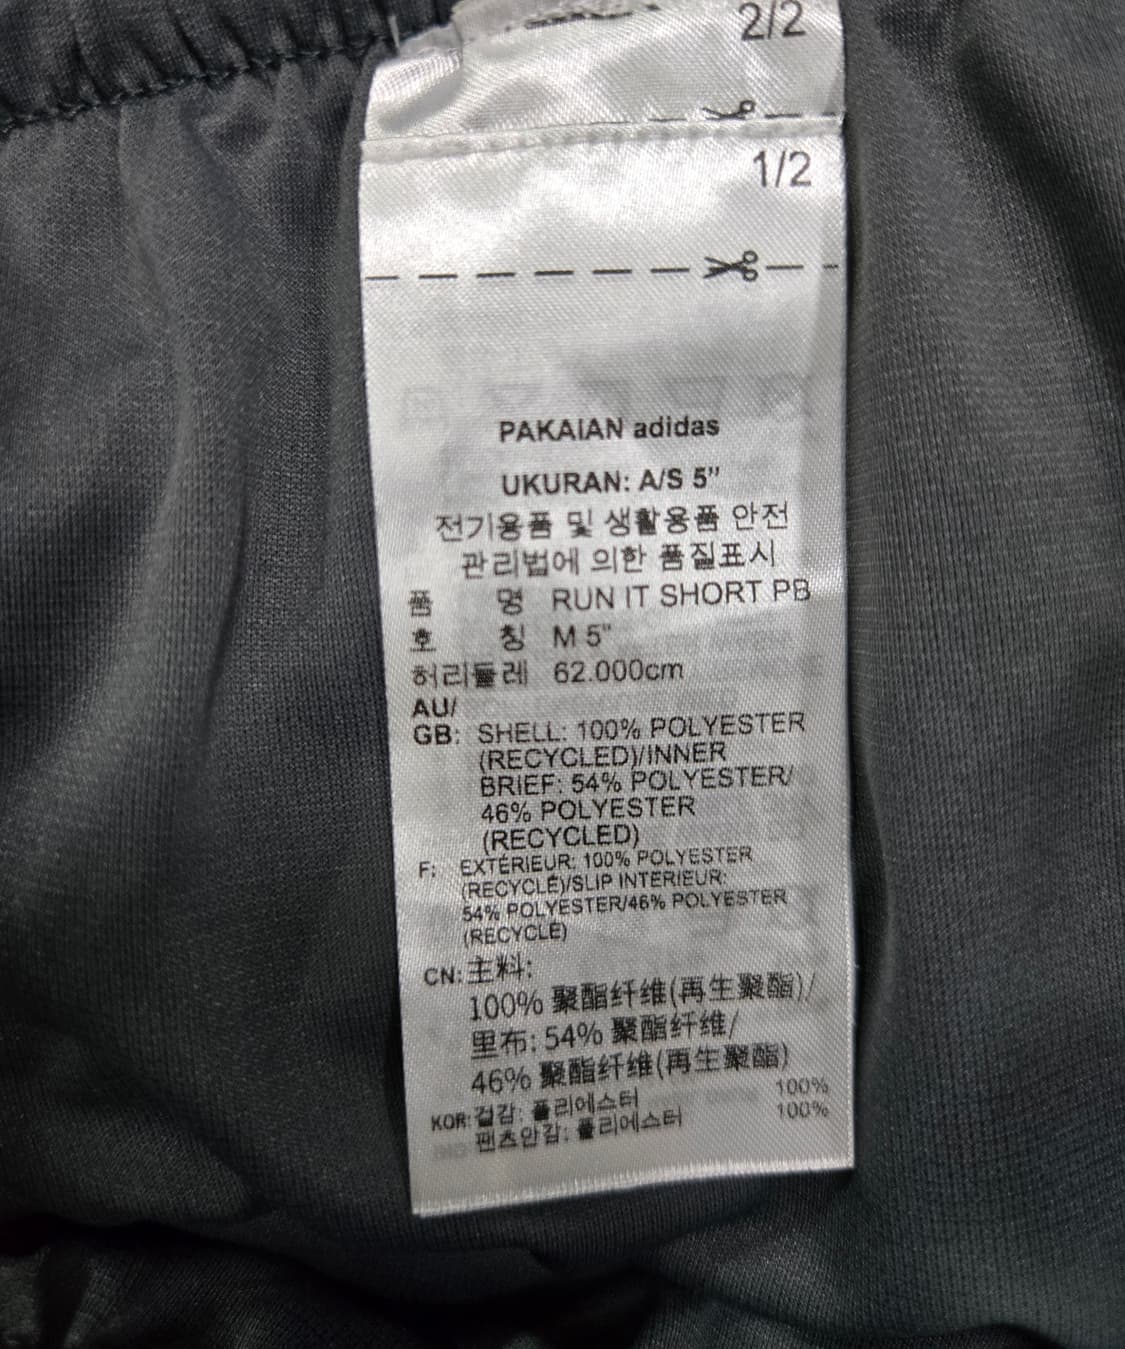 2/2
1/2
PAKAIAN adidas
UKURAN: A/S 5"
전기용품 및 생활용품 안전
관리법에 의한 품질표시
품 명 RUN IT SHORT PB
호 칭 M 5"
허리둘레 62.000cm
AU/
GB: SHELL: 100% POLYESTER
(RECYCLED)/INNER
BRIEF: 54% POLYESTER/
46% POLYESTER
(RECYCLED)
F: EXTÉRIEUR: 100% POLYESTER
(RECYCLÉ)/SLIP INTERIEUR:
54% POLYESTER/46% POLYESTER
(RECYCLÉ)
CN: 主料:
100% 聚酯纤维(再生聚酯)/
里布: 54% 聚酯纤维/
46% 聚酯纤维(再生聚酯)
KOR: 겉감: 폴리에스터 100%
팬츠안감: 폴리에스터 100%